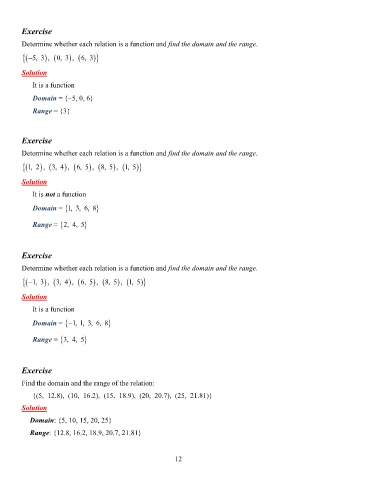 Exercise
Determine whether each relation is a function and find the domain and the range.
{(−5, 3), (0, 3), (6, 3)}
Solution
It is a function
Domain = {−5, 0, 6}
Range = {3}
Exercise
Determine whether each relation is a function and find the domain and the range.
{(1, 2), (3, 4), (6, 5), (8, 5), (1, 5)}
Solution
It is not a function
Domain = {1, 3, 6, 8}
Range = {2, 4, 5}
Exercise
Determine whether each relation is a function and find the domain and the range.
{(−1, 3), (3, 4), (6, 5), (8, 5), (1, 5)}
Solution
It is a function
Domain = {−1, 1, 3, 6, 8}
Range = {3, 4, 5}
Exercise
Find the domain and the range of the relation:
{(5, 12.8), (10, 16.2), (15, 18.9), (20, 20.7), (25, 21.81)}
Solution
Domain: {5, 10, 15, 20, 25}
Range: {12.8, 16.2, 18.9, 20.7, 21.81}
12